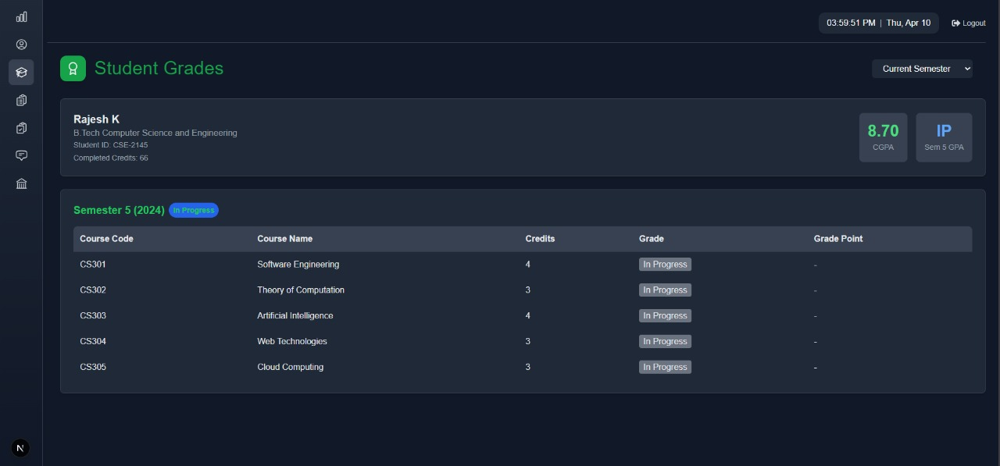 03:59:51 PM | Thu, Apr 10 Logout
Student Grades
Current Semester
Rajesh K
B.Tech Computer Science and Engineering
Student ID: CSE-2145
Completed Credits: 66
8.70
CGPA
IP
Sem 5 GPA
Semester 5 (2024) In Progress
Course Code Course Name Credits Grade Grade Point
CS301 Software Engineering 4 In Progress -
CS302 Theory of Computation 3 In Progress -
CS303 Artificial Intelligence 4 In Progress -
CS304 Web Technologies 3 In Progress -
CS305 Cloud Computing 3 In Progress -
N